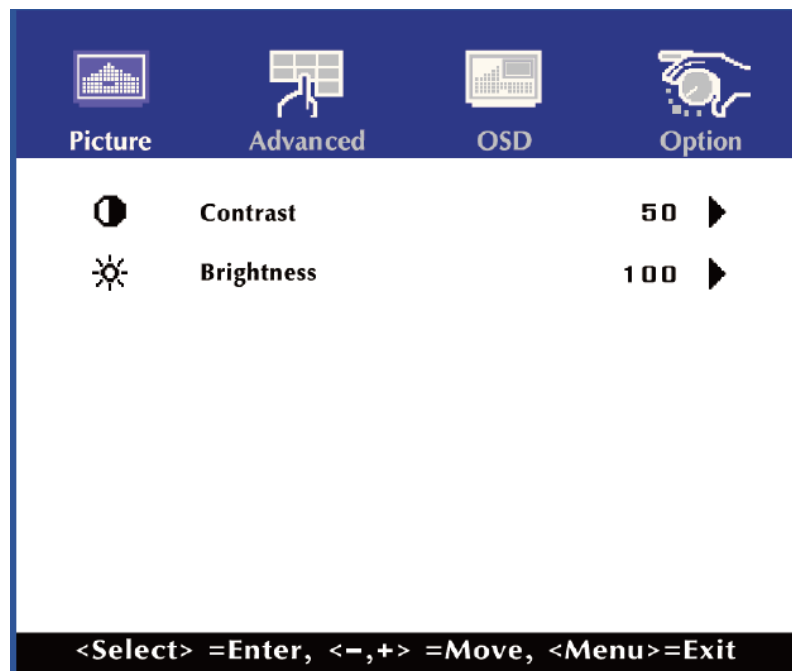 Picture Advanced OSD Option
Contrast 50
Brightness 100
<Select> =Enter, <−,+> =Move, <Menu>=Exit